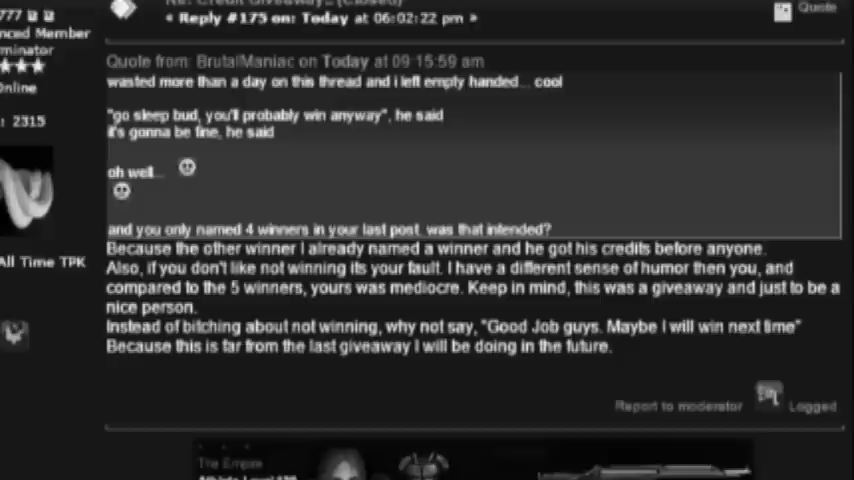 Re: Credit Giveaway
« Reply #175 on: Today at 06:02:22 pm »
Quote
777
nced Member
minator
Online
: 2315
All Time TPK
Quote from: BrutalManiac on Today at 09:15:59 am
wasted more than a day on this thread and i left empty handed... cool
"go sleep bud, you'll probably win anyway", he said
it's gonna be fine, he said
oh well...
and you only named 4 winners in your last post, was that intended?
Because the other winner I already named a winner and he got his credits before anyone.
Also, if you don't like not winning its your fault. I have a different sense of humor then you, and
compared to the 5 winners, yours was mediocre. Keep in mind, this was a giveaway and just to be a
nice person.
Instead of bitching about not winning, why not say, "Good Job guys. Maybe I will win next time"
Because this is far from the last giveaway I will be doing in the future.
Report to moderator
Logged
The Empire